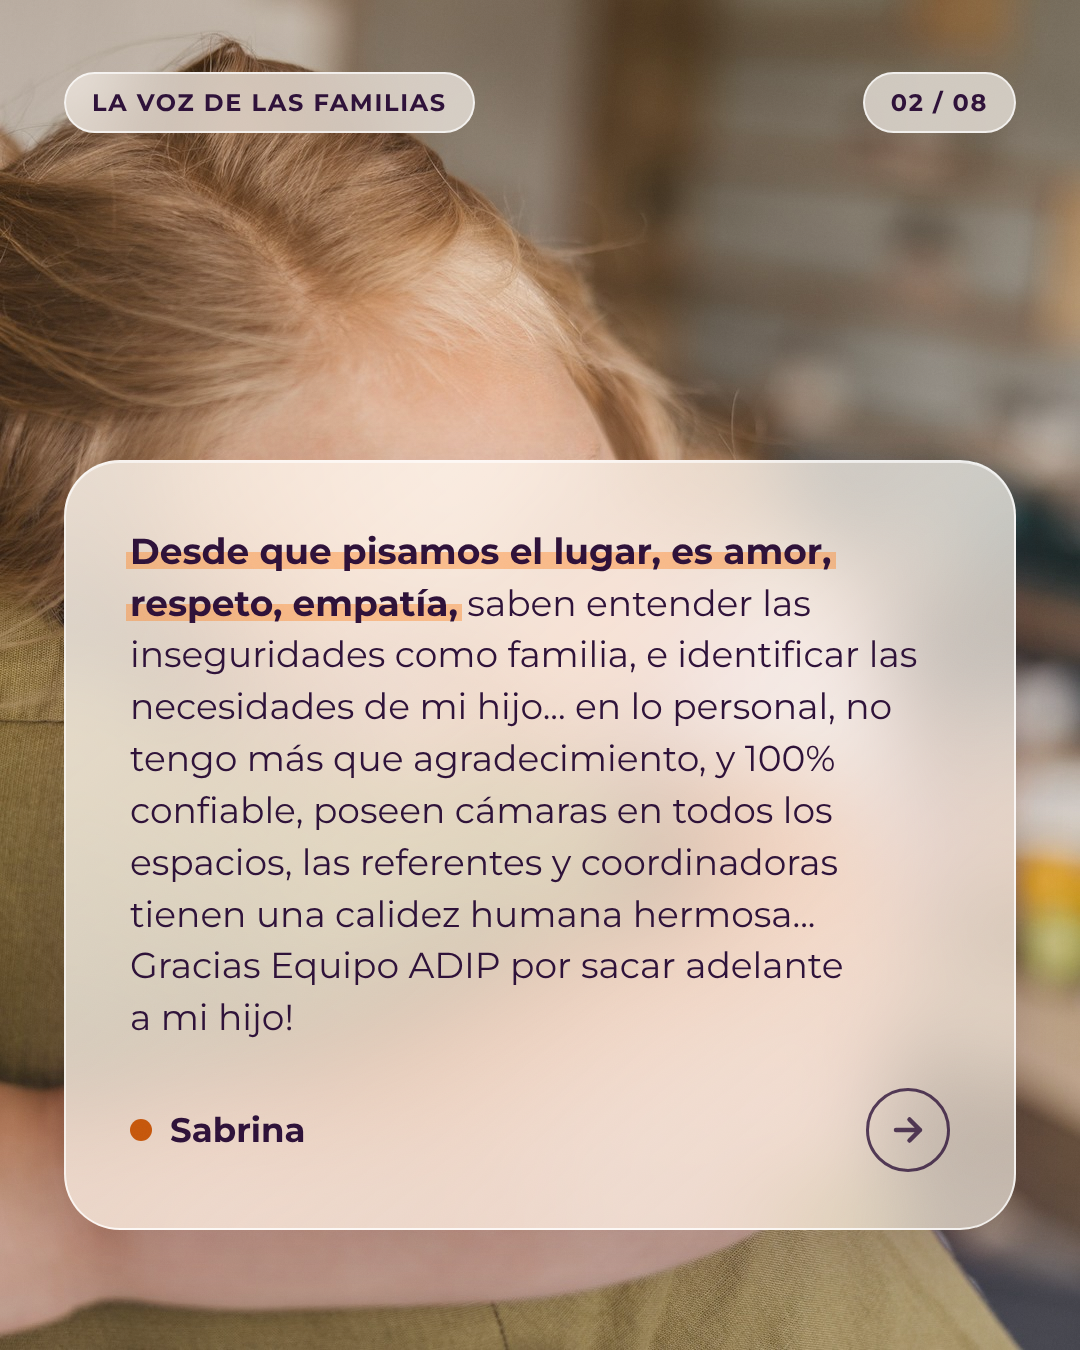 LA VOZ DE LAS FAMILIAS
02 / 08
Desde que pisamos el lugar, es amor,
respeto, empatía, saben entender las
inseguridades como familia, e identificar las
necesidades de mi hijo... en lo personal, no
tengo más que agradecimiento, y 100%
confiable, poseen cámaras en todos los
espacios, las referentes y coordinadoras
tienen una calidez humana hermosa...
Gracias Equipo ADIP por sacar adelante
a mi hijo!
Sabrina